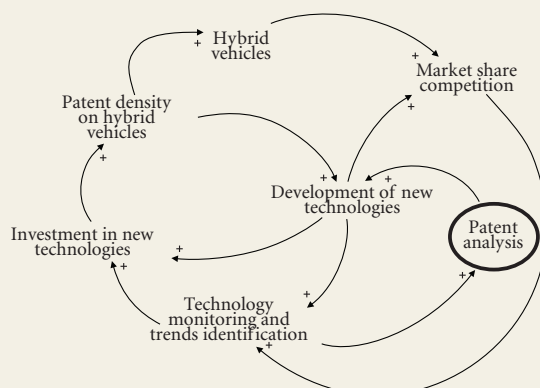 Hybrid
vehicles
+
+
Market share
competition
+
Patent density
on hybrid
vehicles
+
+
+
Development of new
technologies
Patent
analysis
Investment in new
technologies
+
+
+
+
Technology
monitoring and
trends identification
+
+